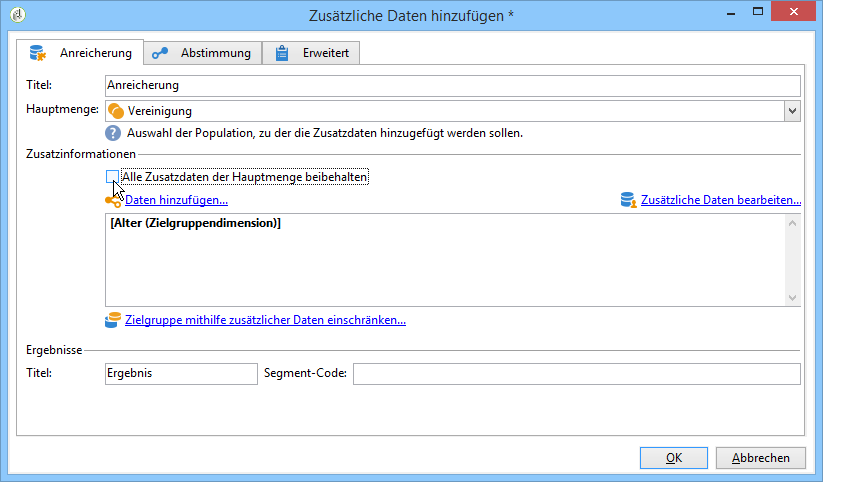 Zusätzliche Daten hinzufügen *
Anreicherung Abstimmung Erweitert
Titel: Anreicherung
Hauptmenge: Vereinigung
? Auswahl der Population, zu der die Zusatzdaten hinzugefügt werden sollen.
Zusatzinformationen
Alle Zusatzdaten der Hauptmenge beibehalten
Daten hinzufügen... Zusätzliche Daten bearbeiten...
[Alter (Zielgruppendimension)]
Zielgruppe mithilfe zusätzlicher Daten einschränken...
Ergebnisse
Titel: Ergebnis Segment-Code:
OK Abbrechen